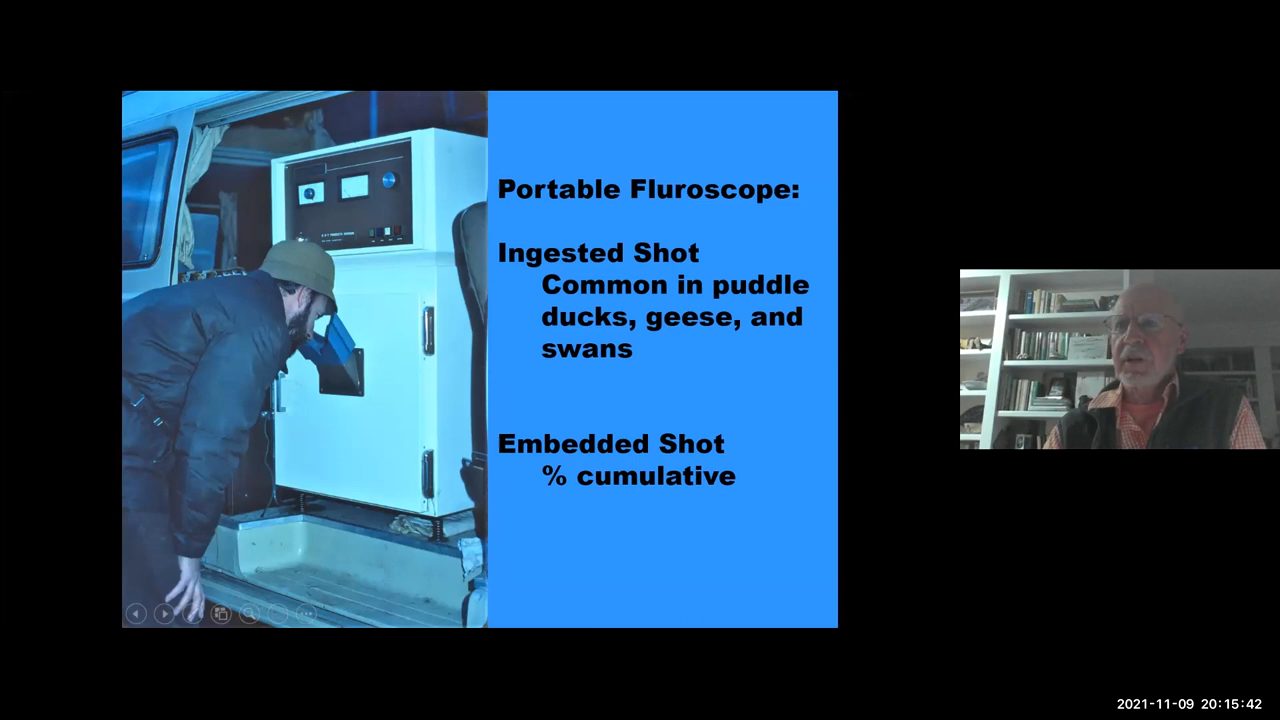 Portable Fluroscope:
Ingested Shot
Common in puddle
ducks, geese, and
swans
Embedded Shot
% cumulative
2021-11-09 20:15:42